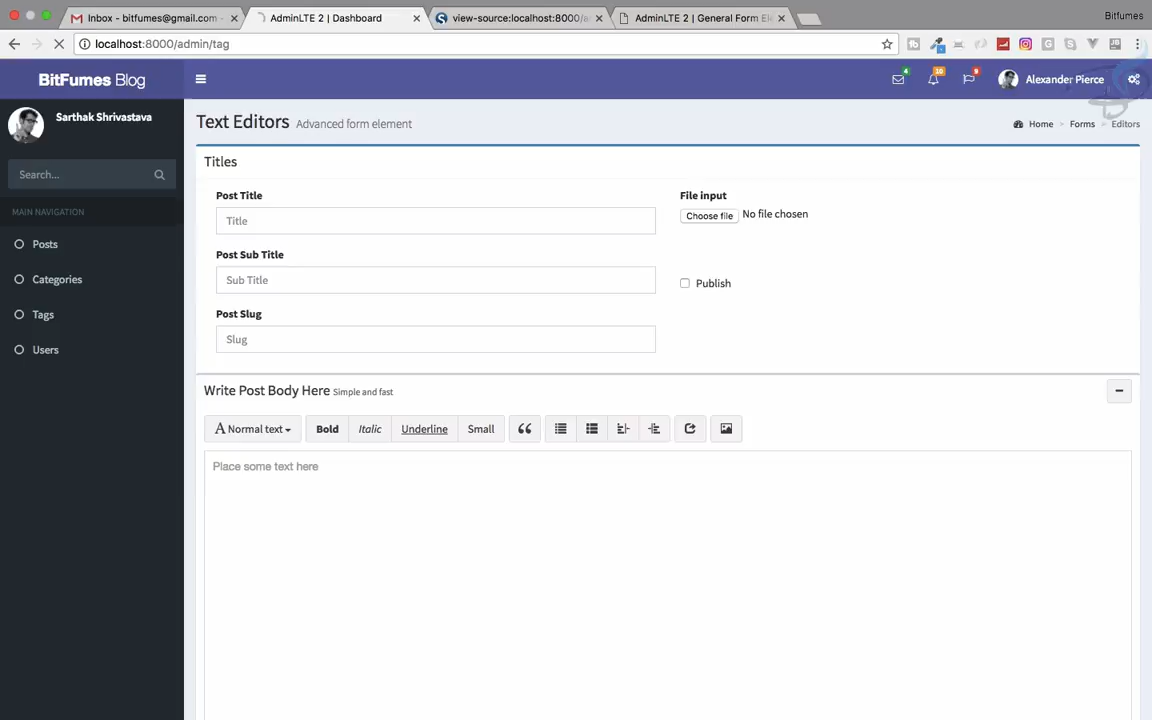 Inbox - bitfumes@gmail.com -
AdminLTE 2 | Dashboard
view-source:localhost:8000/a
AdminLTE 2 | General Form El
Bitfumes
localhost:8000/admin/tag
BitFumes Blog
4
10
9
Alexander Pierce
Sarthak Shrivastava
Text Editors Advanced form element
Home > Forms > Editors
Search...
MAIN NAVIGATION
Posts
Categories
Tags
Users
Titles
Post Title
Title
File input
Choose file No file chosen
Post Sub Title
Sub Title
Publish
Post Slug
Slug
Write Post Body Here Simple and fast
A Normal text
Bold
Italic
Underline
Small
Place some text here